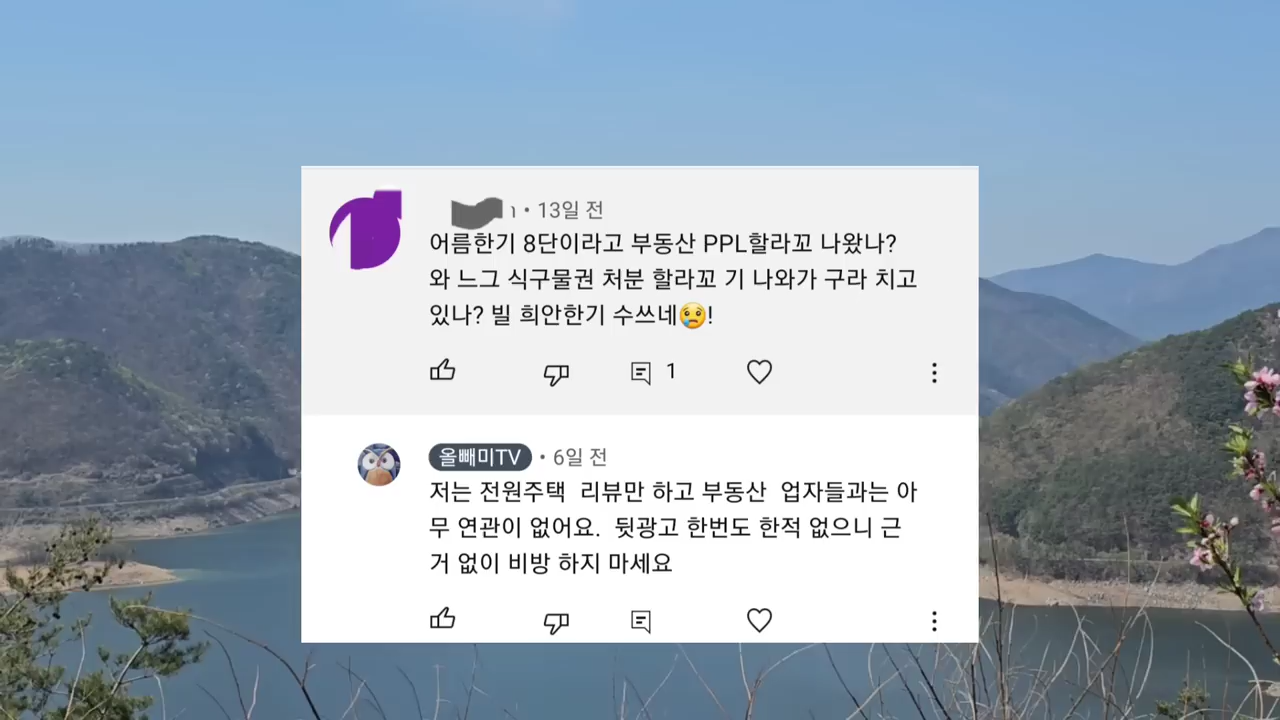 · 13일 전
어름한기 8단이라고 부동산 PPL할라꼬 나왔나?
와 느그 식구물권 처분 할라꼬 기 나와가 구라 치고
있나? 빌 희안한기 수쓰네😢!
1
올빼미TV · 6일 전
저는 전원주택 리뷰만 하고 부동산 업자들과는 아
무 연관이 없어요. 뒷광고 한번도 한적 없으니 근
거 없이 비방 하지 마세요